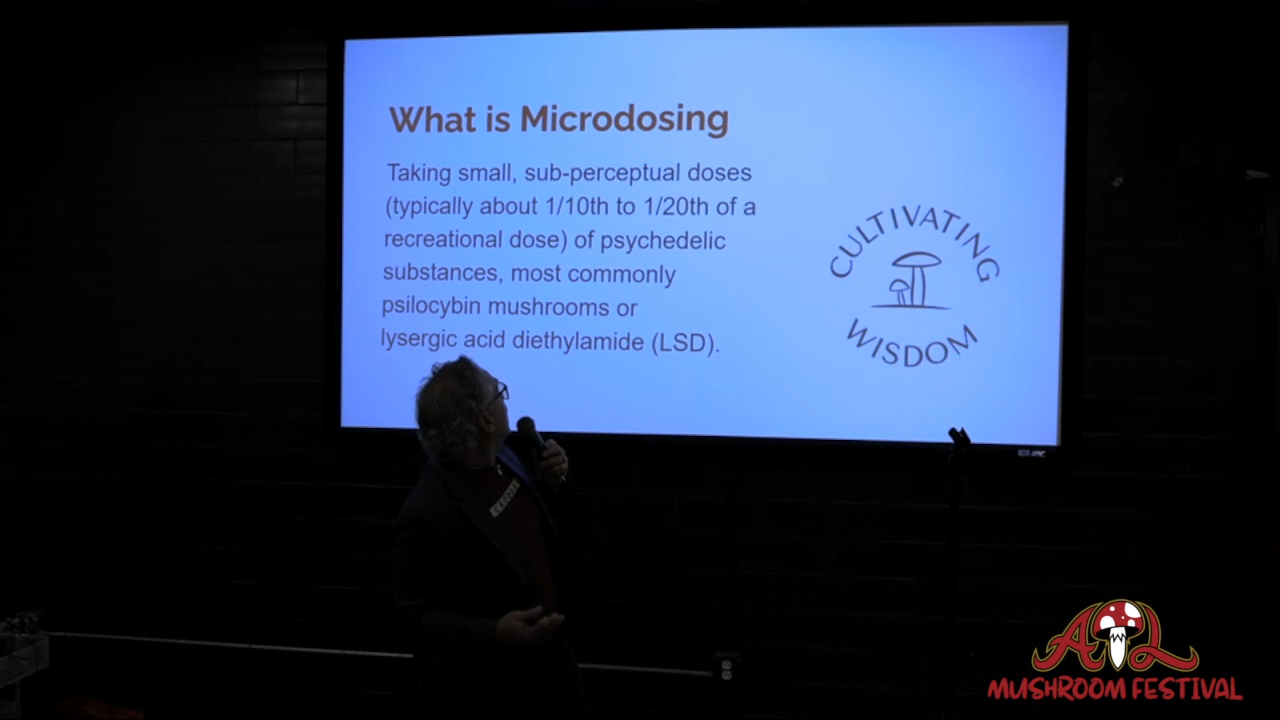 What is Microdosing
Taking small, sub-perceptual doses
(typically about 1/10th to 1/20th of a
recreational dose) of psychedelic
substances, most commonly
psilocybin mushrooms or
lysergic acid diethylamide (LSD).
CULTIVATING
WISDOM
ATL
MUSHROOM FESTIVAL